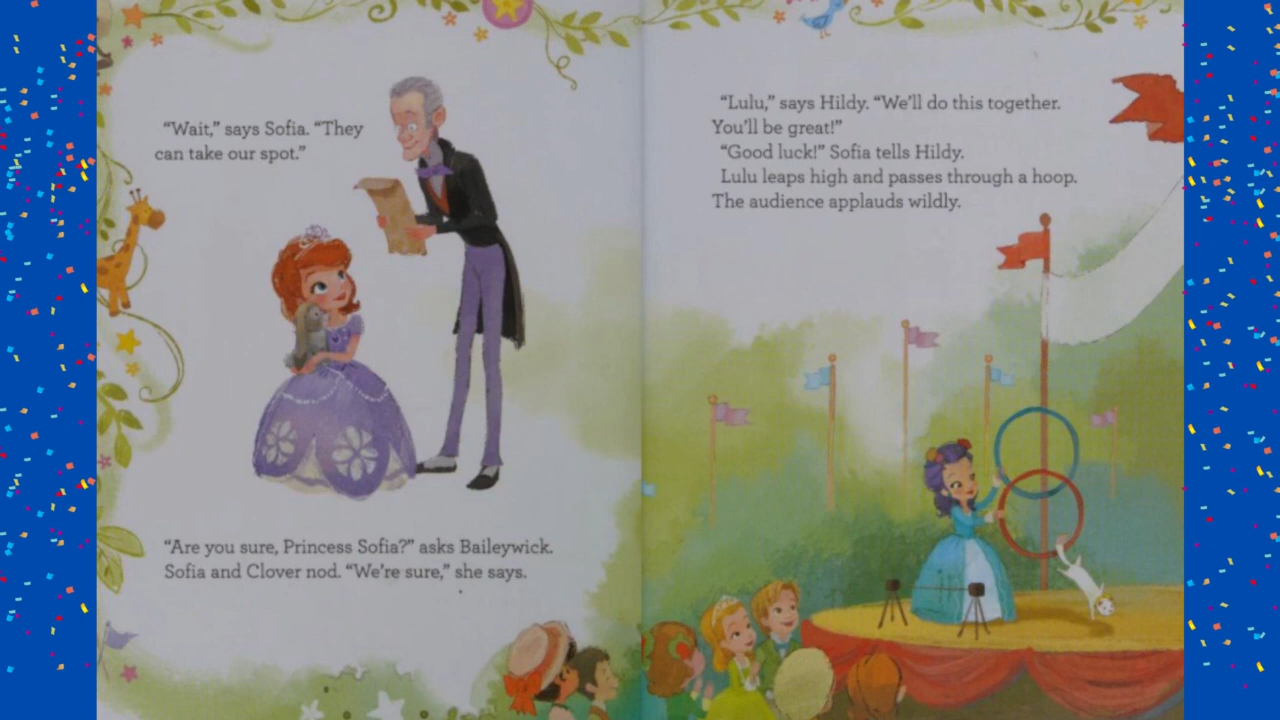 “Wait,” says Sofia. “They
can take our spot.”
“Are you sure, Princess Sofia?” asks Baileywick.
Sofia and Clover nod. “We’re sure,” she says.
“Lulu,” says Hildy. “We’ll do this together.
You’ll be great!”
“Good luck!” Sofia tells Hildy.
Lulu leaps high and passes through a hoop.
The audience applauds wildly.